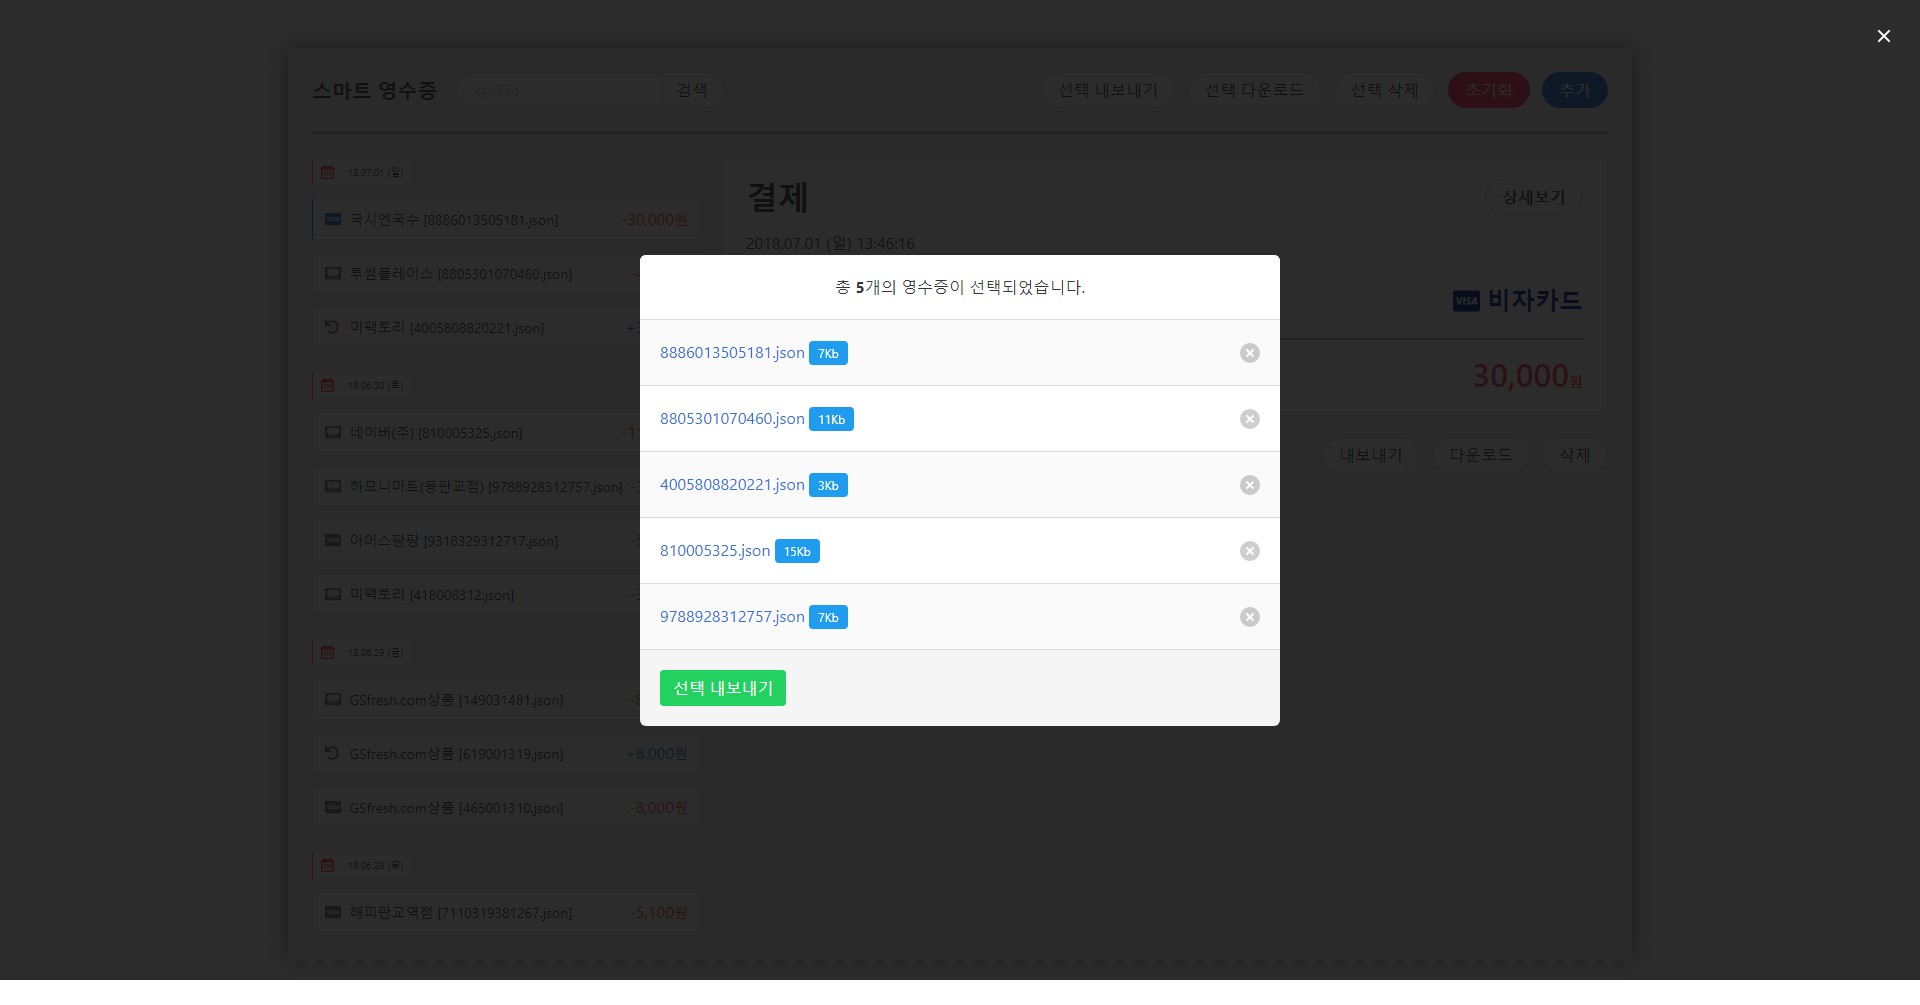 스마트 영수증
검색어
검색
선택 내보내기
선택 다운로드
선택 삭제
초기화
추가
18.07.01 (일)
국시엔국수 [8886013505181.json] -30,000원
투썸플레이스 [8805301070460.json]
미팩토리 [4005808820221.json]
18.06.30 (토)
네이버(주) [810005325.json]
하모니마트(동판교점) [9788928312757.json]
아이스팡팡 [9318329312717.json]
미팩토리 [418008312.json]
18.06.29 (금)
GSfresh.com상품 [149031481.json]
GSfresh.com상품 [619001319.json] +8,000원
GSfresh.com상품 [465001310.json] -8,000원
18.06.28 (목)
해피판교역점 [7110319381267.json] -5,100원
결제
상세보기
2018.07.01 (일) 13:46:16
VISA 비자카드
30,000원
내보내기
다운로드
삭제
총 5개의 영수증이 선택되었습니다.
8886013505181.json 7Kb
8805301070460.json 11Kb
4005808820221.json 3Kb
810005325.json 15Kb
9788928312757.json 7Kb
선택 내보내기